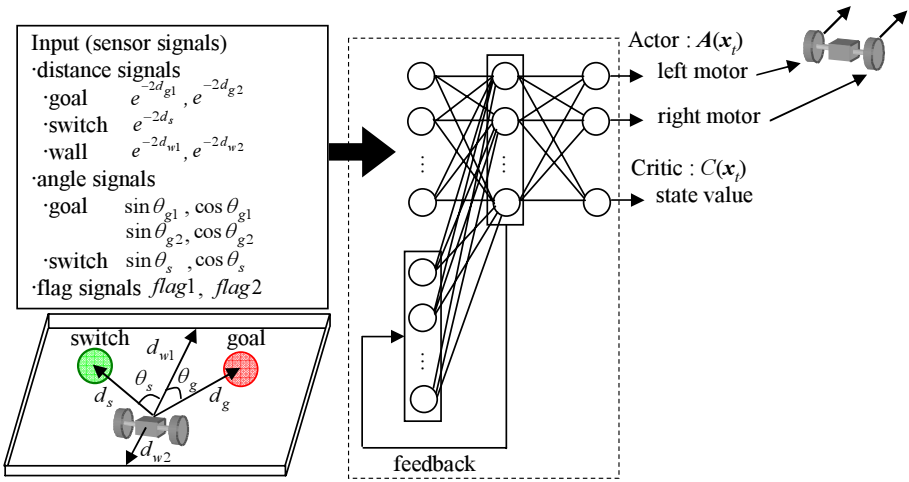 Input (sensor signals)
·distance signals
·goal e^{-2d_{g1}}, e^{-2d_{g2}}
·switch e^{-2d_s}
·wall e^{-2d_{w1}}, e^{-2d_{w2}}
·angle signals
·goal sin θ_{g1}, cos θ_{g1}
sin θ_{g2}, cos θ_{g2}
·switch sin θ_s, cos θ_s
·flag signals flag1, flag2
switch
goal
d_{w1}
θ_s
θ_g
d_s
d_g
d_{w2}
⋮
⋮
⋮
⋮
feedback
Actor : A(x_t)
left motor
right motor
Critic : C(x_t)
state value